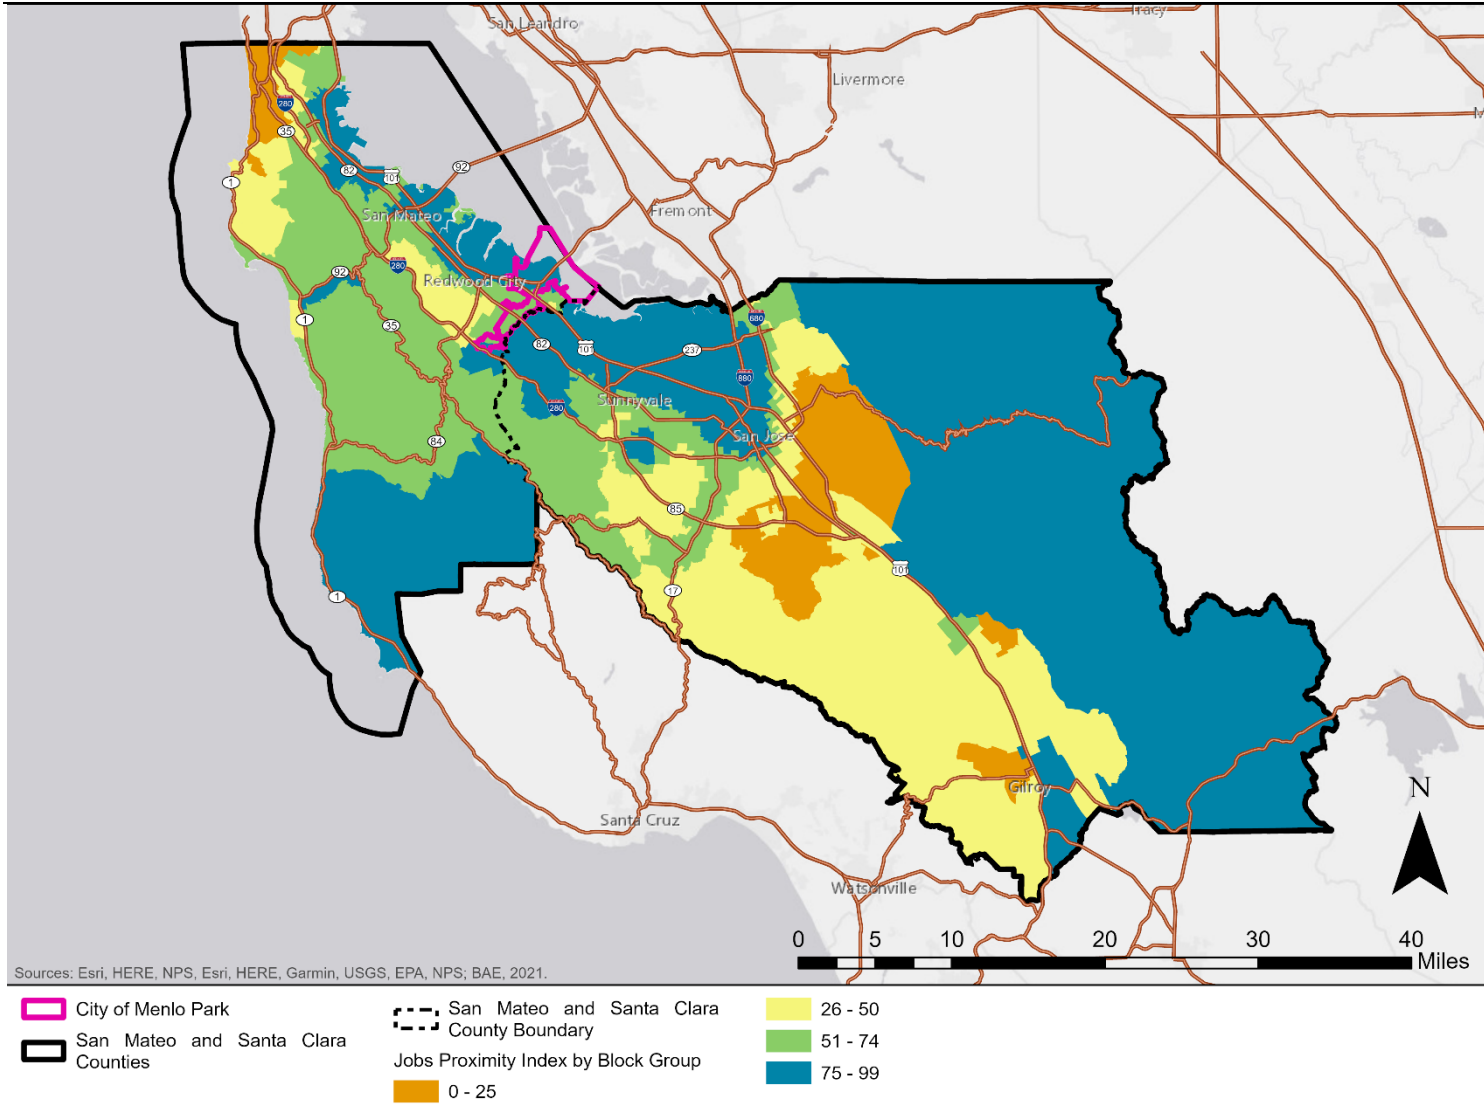 San Leandro
Tracy
Livermore
280
35
82
101
92
1
San Mateo
Fremont
92
280
Redwood City
1
35
680
82
101
237
880
280
Sunnyvale
San Jose
84
85
101
17
1
Gilroy
Santa Cruz
Watsonville
N
0 5 10 20 30 40
Miles
Sources: Esri, HERE, NPS, Esri, HERE, Garmin, USGS, EPA, NPS; BAE, 2021.
City of Menlo Park
San Mateo and Santa Clara
Counties
San Mateo and Santa Clara
County Boundary
Jobs Proximity Index by Block Group
0 - 25
26 - 50
51 - 74
75 - 99